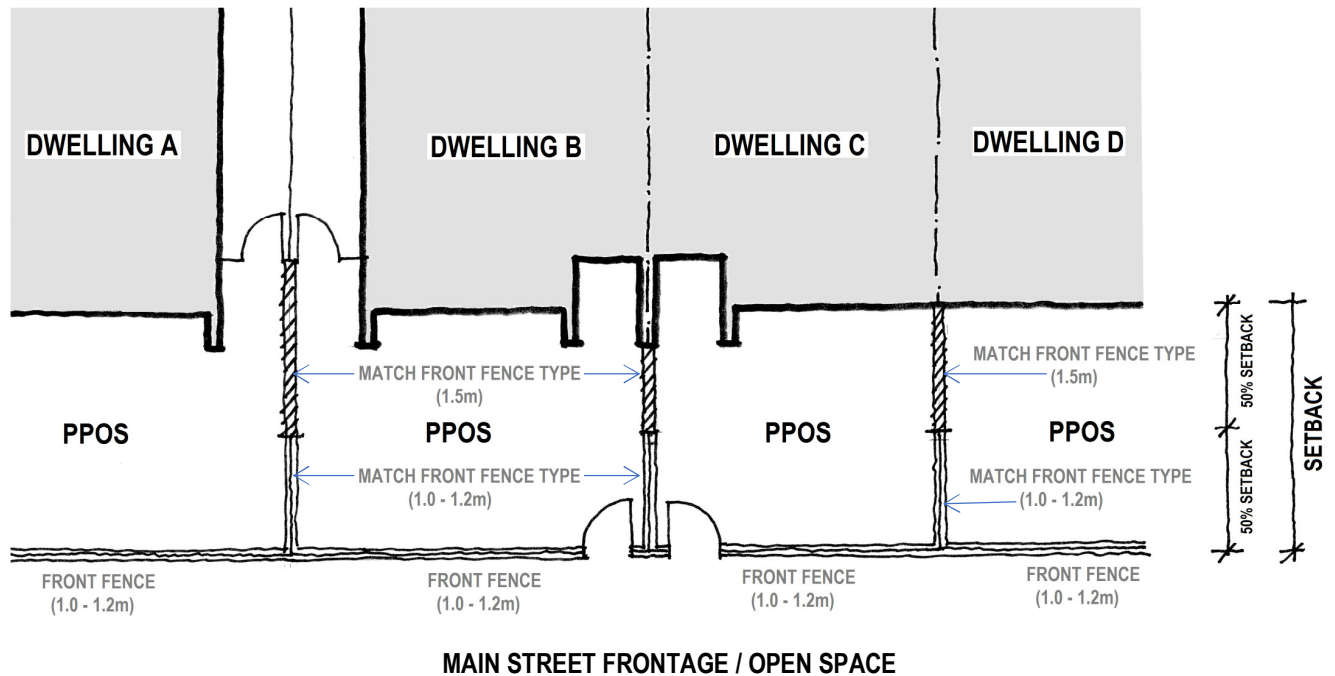 DWELLING A
DWELLING B
DWELLING C
DWELLING D
MATCH FRONT FENCE TYPE
(1.5m)
MATCH FRONT FENCE TYPE
(1.5m)
50% SETBACK
SETBACK
PPOS
PPOS
PPOS
PPOS
MATCH FRONT FENCE TYPE
(1.0 - 1.2m)
MATCH FRONT FENCE TYPE
(1.0 - 1.2m)
50% SETBACK
FRONT FENCE
(1.0 - 1.2m)
FRONT FENCE
(1.0 - 1.2m)
FRONT FENCE
(1.0 - 1.2m)
FRONT FENCE
(1.0 - 1.2m)
MAIN STREET FRONTAGE / OPEN SPACE